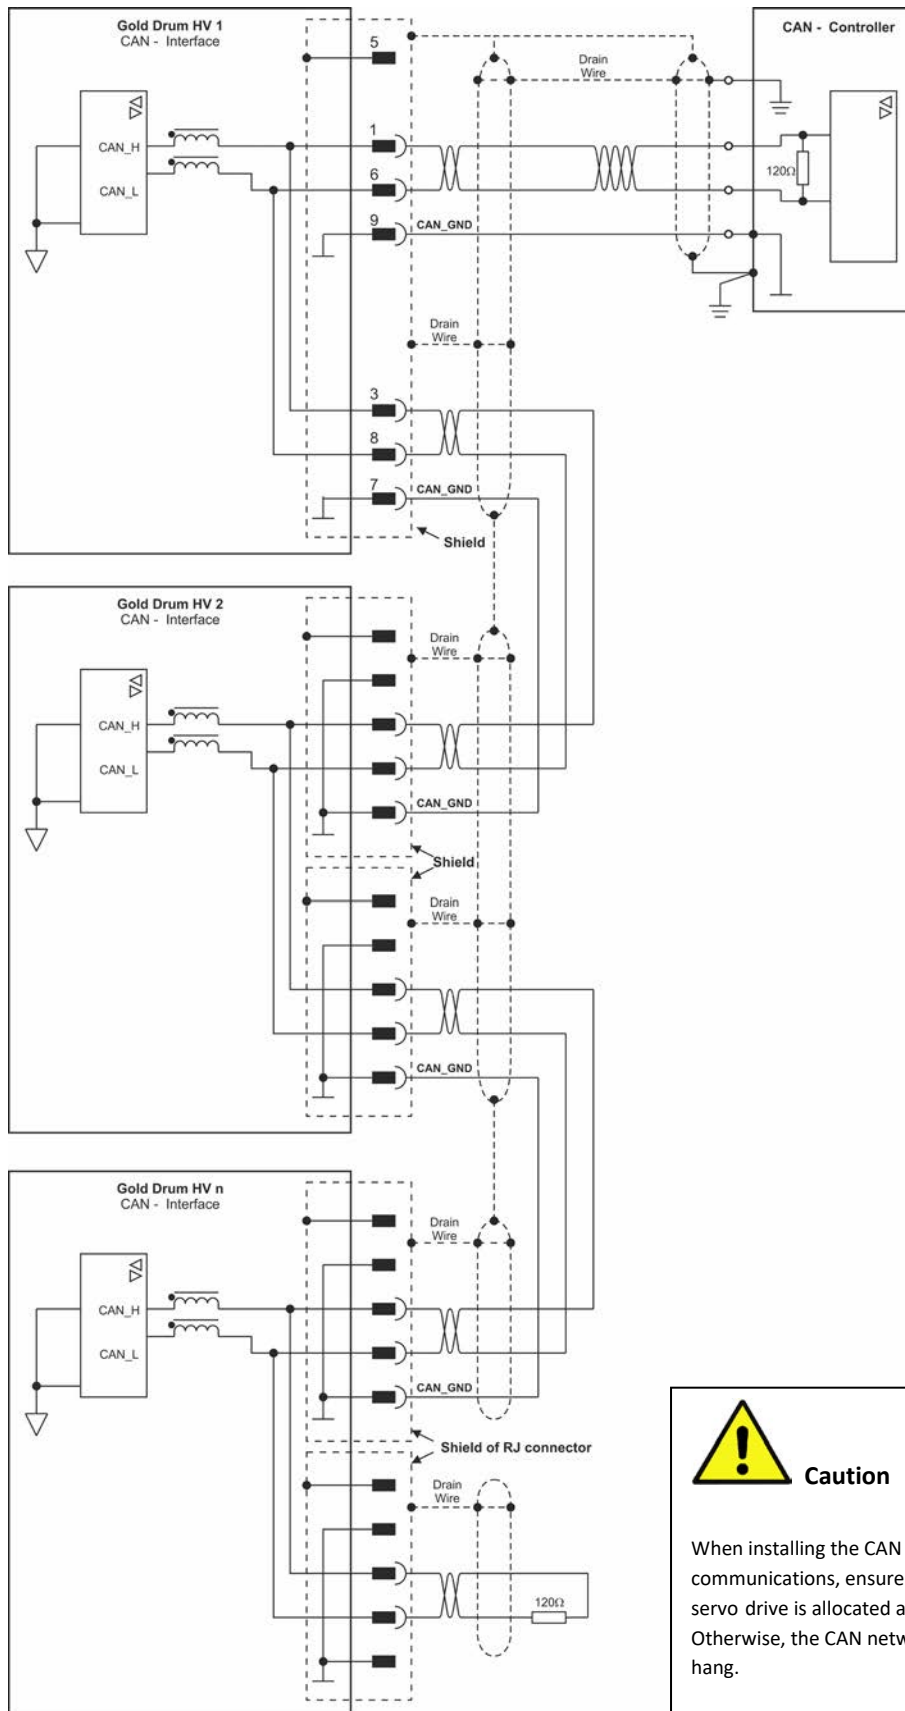 Gold Drum HV 1
CAN - Interface
CAN_H
CAN_L
5
1
6
9
CAN_GND
Drain
Wire
CAN - Controller
120Ω
Drain
Wire
3
8
7
CAN_GND
Shield
Gold Drum HV 2
CAN - Interface
CAN_H
CAN_L
Drain
Wire
CAN_GND
Shield
Drain
Wire
CAN_GND
Gold Drum HV n
CAN - Interface
CAN_H
CAN_L
Drain
Wire
CAN_GND
Shield of RJ connector
Drain
Wire
120Ω
Caution
When installing the CAN
communications, ensure
servo drive is allocated a
Otherwise, the CAN netw
hang.